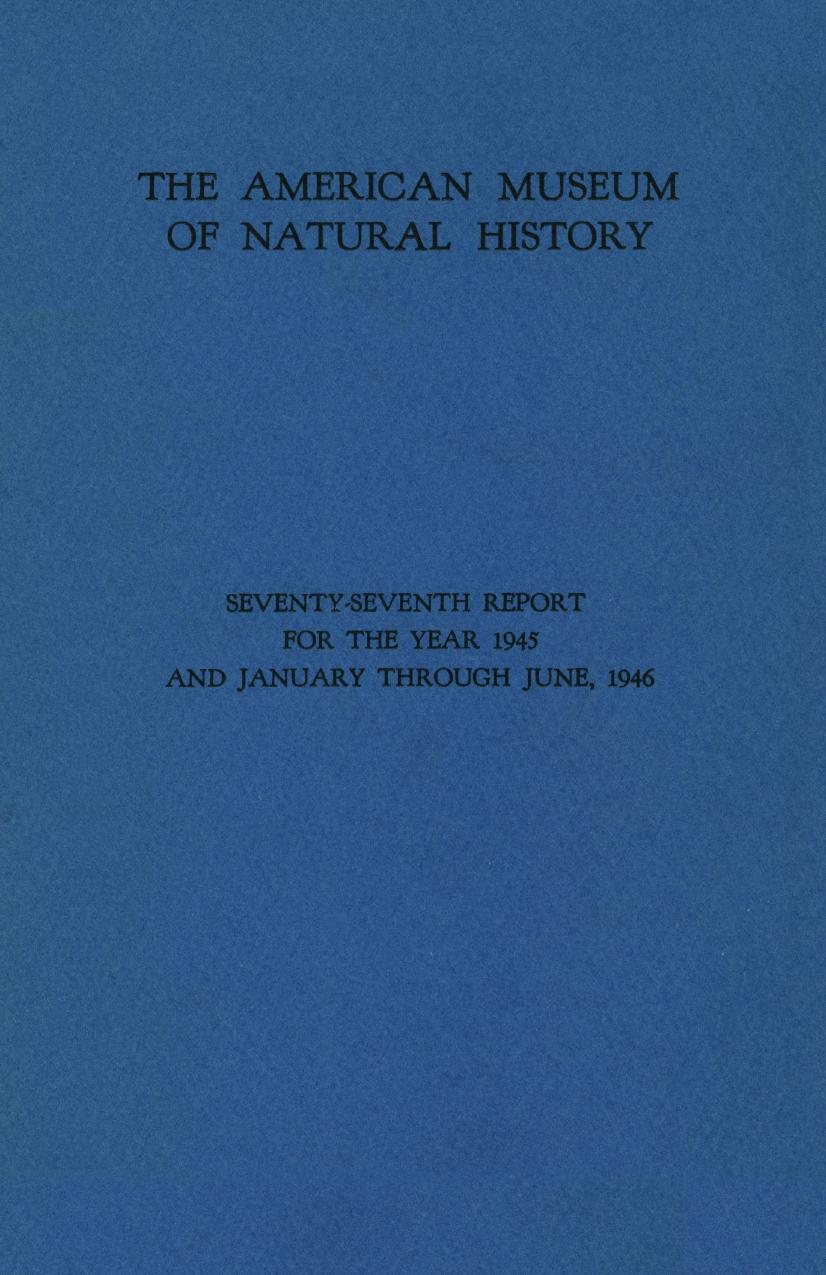 THE AMERICAN MUSEUM
OF NATURAL HISTORY
SEVENTY-SEVENTH REPORT
FOR THE YEAR 1945
AND JANUARY THROUGH JUNE, 1946